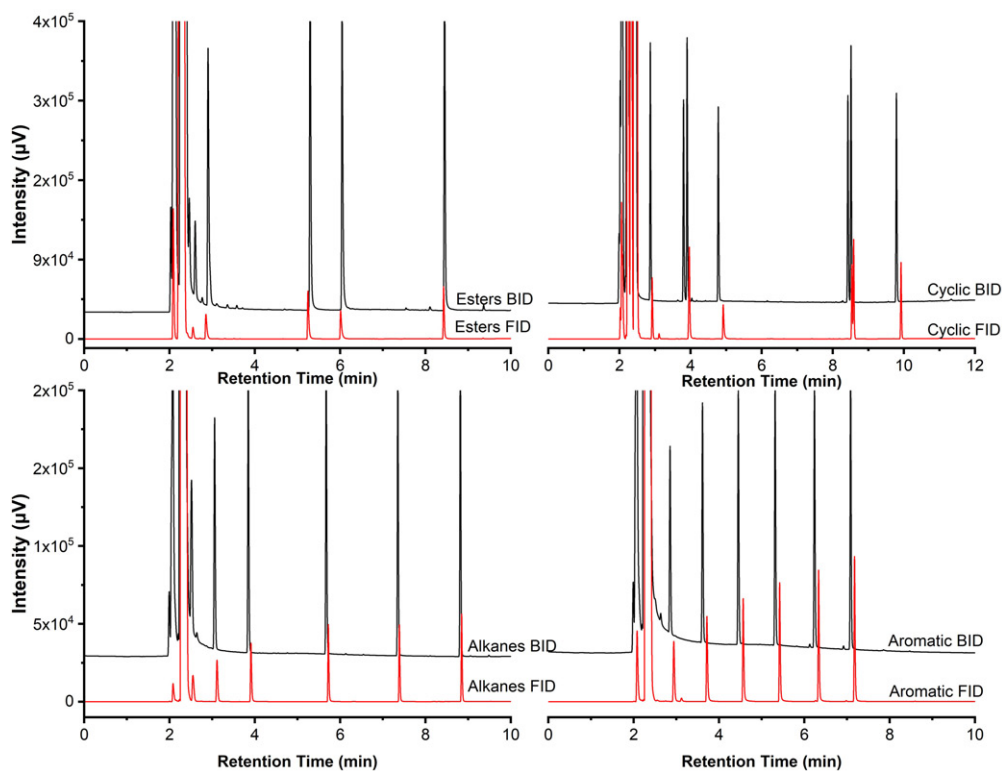 4x10⁵
3x10⁵
2x10⁵
9x10⁴
0
Intensity (µV)
Esters BID
Esters FID
0 2 4 6 8 10
Retention Time (min)
Cyclic BID
Cyclic FID
0 2 4 6 8 10 12
Retention Time (min)
2x10⁵
2x10⁵
1x10⁵
5x10⁴
0
Intensity (µV)
Alkanes BID
Alkanes FID
0 2 4 6 8 10
Retention Time (min)
Aromatic BID
Aromatic FID
0 2 4 6 8 10
Retention Time (min)